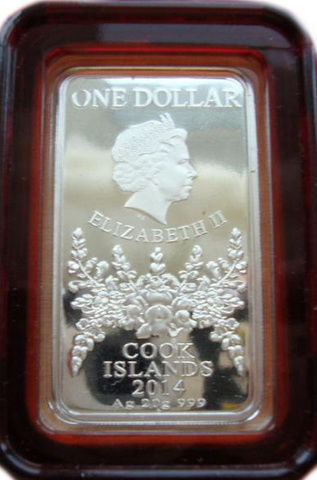 ONE DOLLAR
ELIZABETH II
COOK
ISLANDS
2014
Ag 20g 999